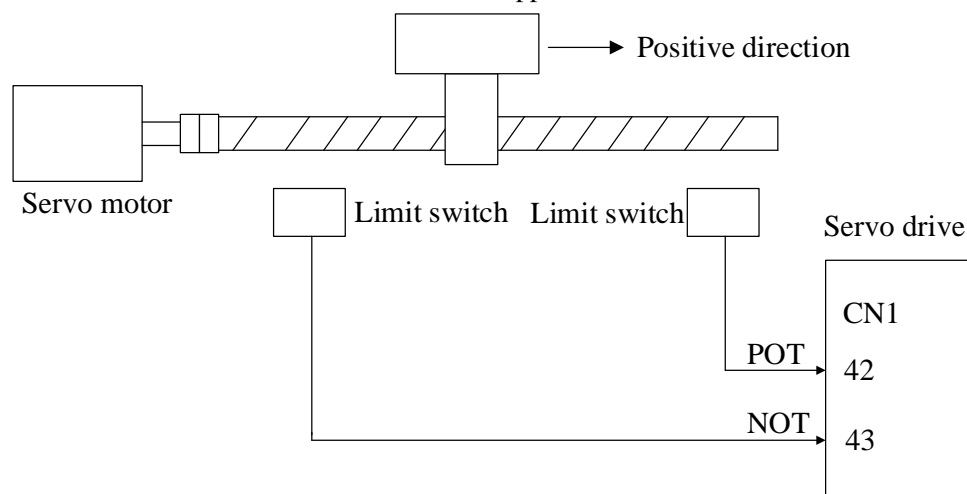 Positive direction
Servo motor
Limit switch
Limit switch
Servo drive
CN1
POT
42
NOT
43